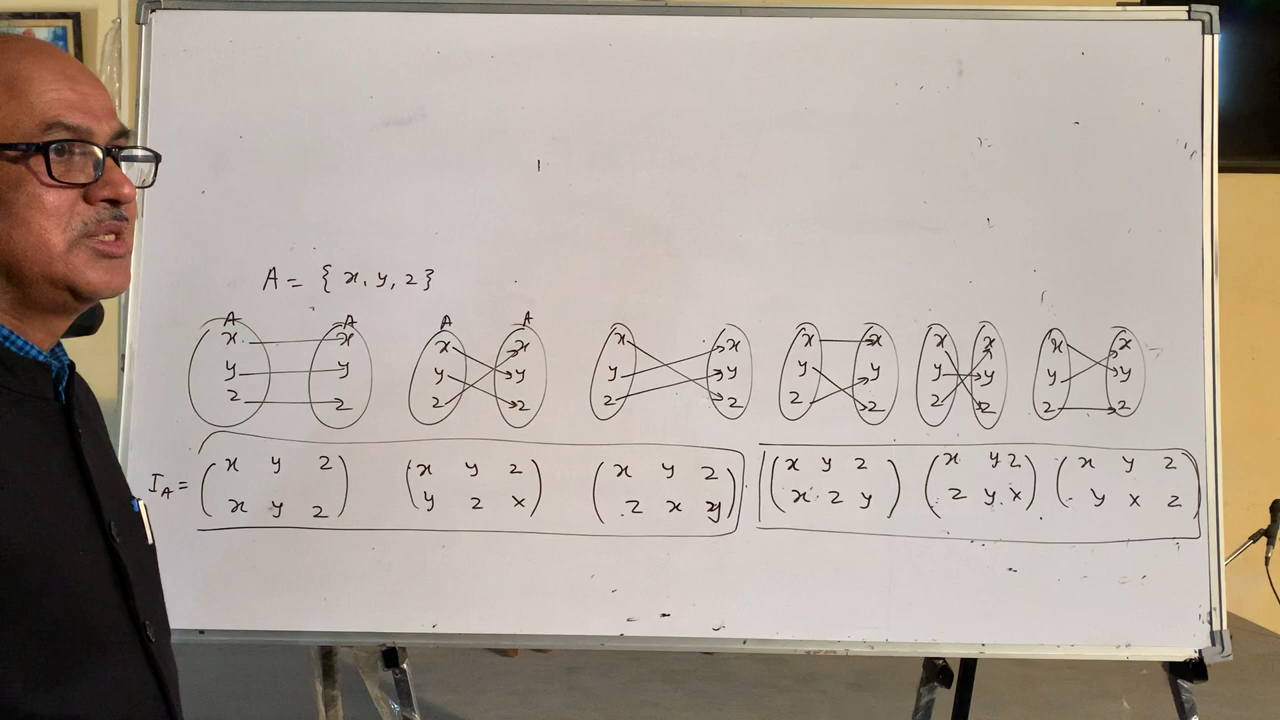 A = { x, y, z }
A A A A
x x x x x x x x x x x x
y y y y y y y y y y y y
z z z z z z z z z z z z
I_A = ( x y z ) ( x y z ) ( x y z ) ( x y z ) ( x y z ) ( x y z )
( x y z ) ( y z x ) ( z x y ) ( x z y ) ( z y x ) ( y x z )